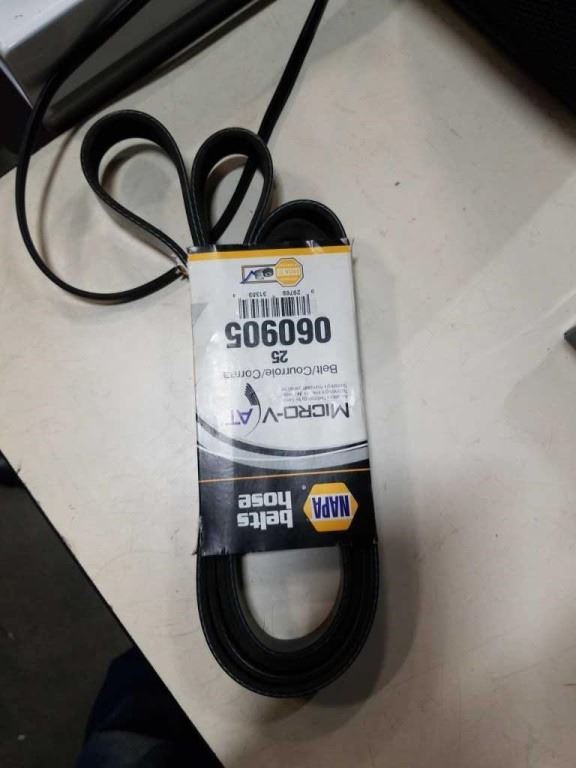 NAPA
belts
hose
MICRO-V AT
Belt/Courroie/Correa
25
060905